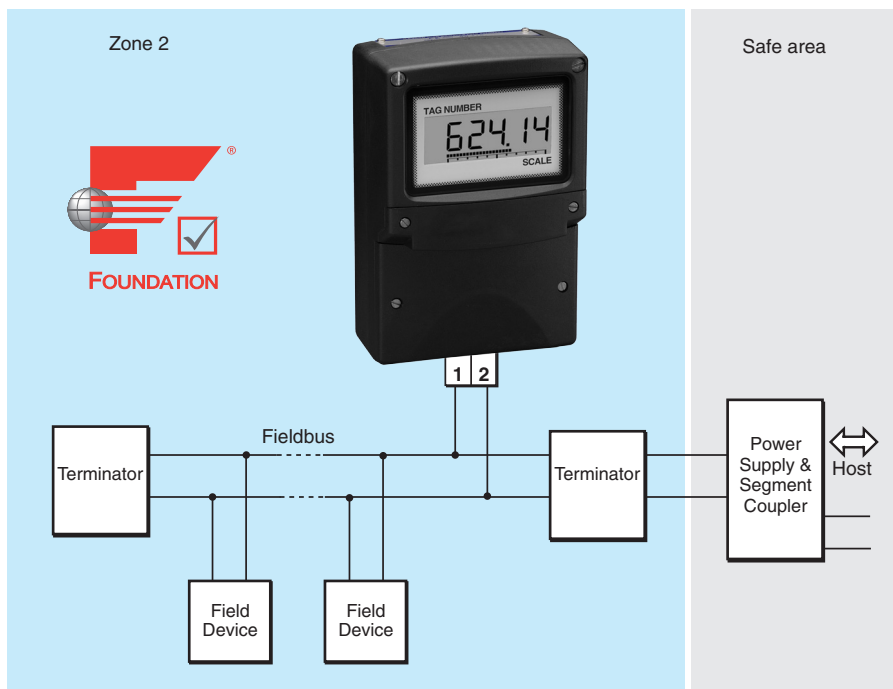 Zone 2
Safe area
TAG NUMBER
624.14
SCALE
®
FOUNDATION
1 2
Fieldbus
Terminator
Terminator
Power
Supply &
Segment
Coupler
Host
Field
Device
Field
Device